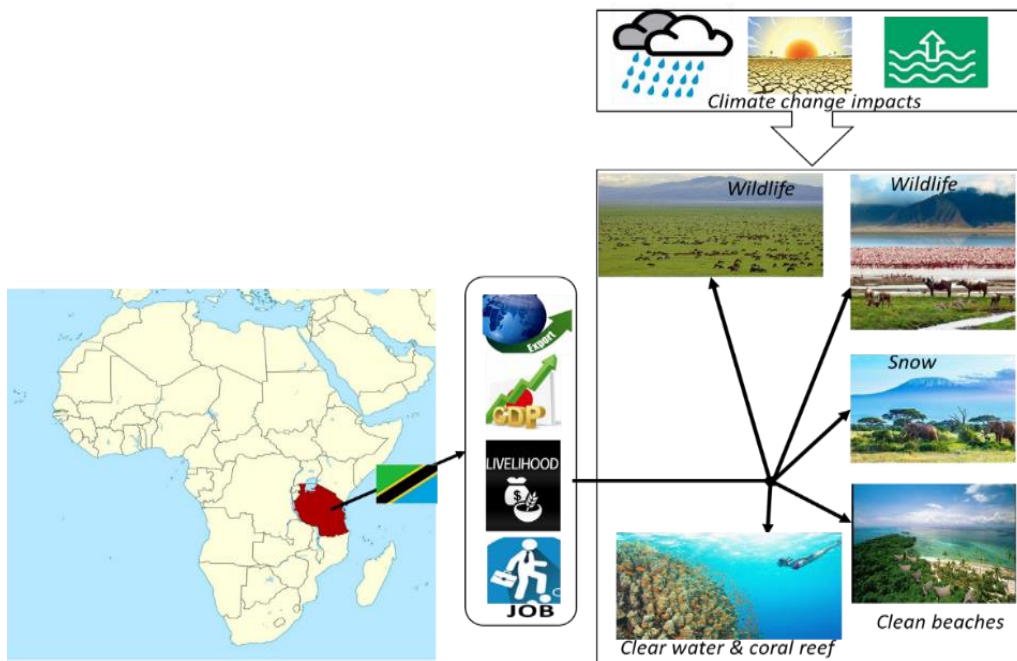 Climate change impacts
Wildlife
Wildlife
Export
GDP
Snow
LIVELIHOOD
$
JOB
Clean beaches
Clear water & coral reef